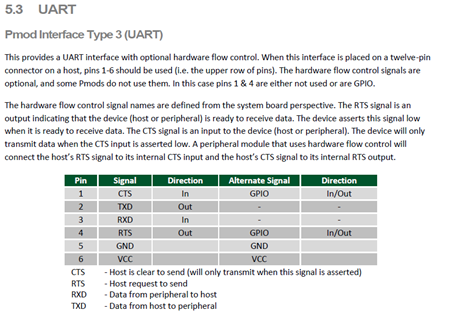 5.3 UART
Pmod Interface Type 3 (UART)
This provides a UART interface with optional hardware flow control. When this interface is placed on a twelve-pin
connector on a host, pins 1-6 should be used (i.e. the upper row of pins). The hardware flow control signals are
optional, and some Pmods do not use them. In this case pins 1 & 4 are either not used or are GPIO.
The hardware flow control signal names are defined from the system board perspective. The RTS signal is an
output indicating that the device (host or peripheral) is ready to receive data. The device asserts this signal low
when it is ready to receive data. The CTS signal is an input to the device (host or peripheral). The device will only
transmit data when the CTS input is asserted low. A peripheral module that uses hardware flow control will
connect the host's RTS signal to its internal CTS input and the host's CTS signal to its internal RTS output.
Pin Signal Direction Alternate Signal Direction
1 CTS In GPIO In/Out
2 TXD Out - -
3 RXD In - -
4 RTS Out GPIO In/Out
5 GND GND
6 VCC VCC
CTS - Host is clear to send (will only transmit when this signal is asserted)
RTS - Host request to send
RXD - Data from peripheral to host
TXD - Data from host to peripheral